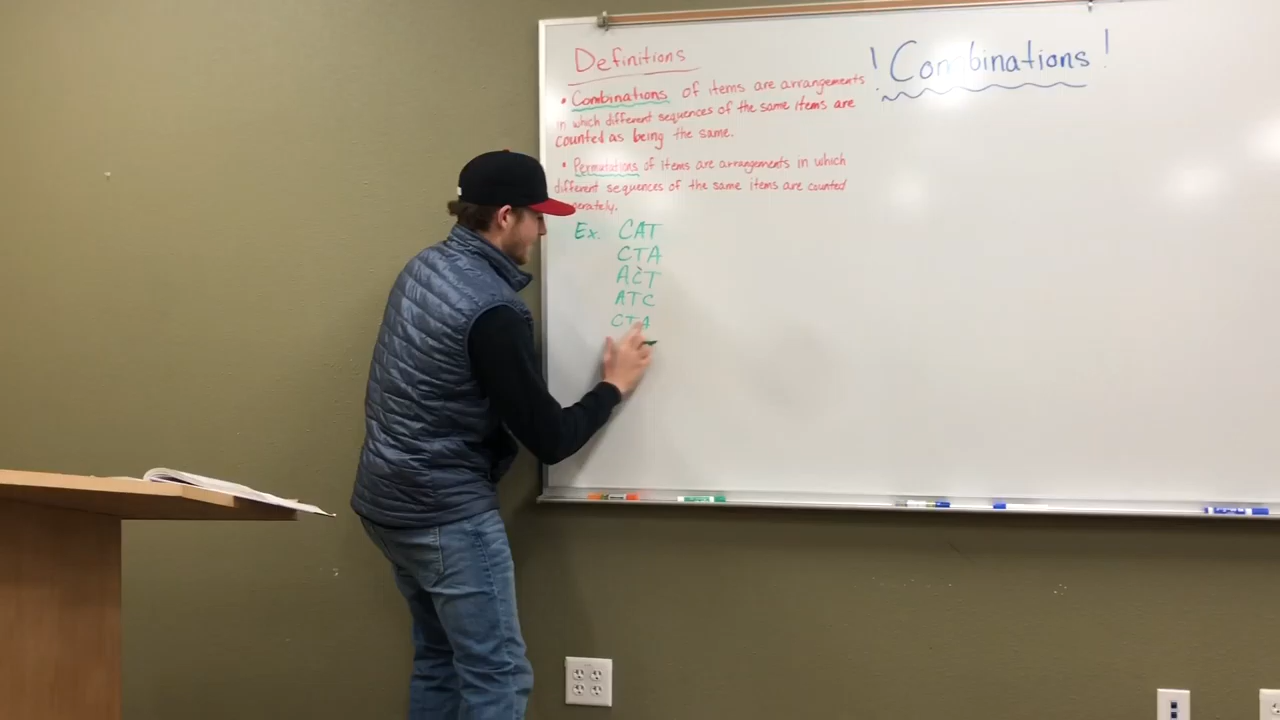 Definitions
! Combinations!
• Combinations of items are arrangements
in which different sequences of the same items are
counted as being the same.
• Permutations of items are arrangements in which
different sequences of the same items are counted
Ex. CAT
CTA
ACT
ATC
CTA